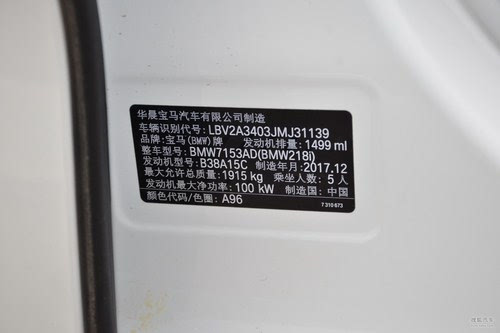 华晨宝马汽车有限公司制造
车辆识别代号: LBV2A3403JMJ31139
品牌: 宝马(BMW)牌 发动机排量: 1499 ml
整车型号: BMW7153AD(BMW218i)
发动机型号: B38A15C 制造年月: 2017.12
最大允许总质量: 1915 kg 乘坐人数: 5 人
发动机最大净功率: 100 kW 制造国: 中国
颜色代码/色圈: A96
7 310 673